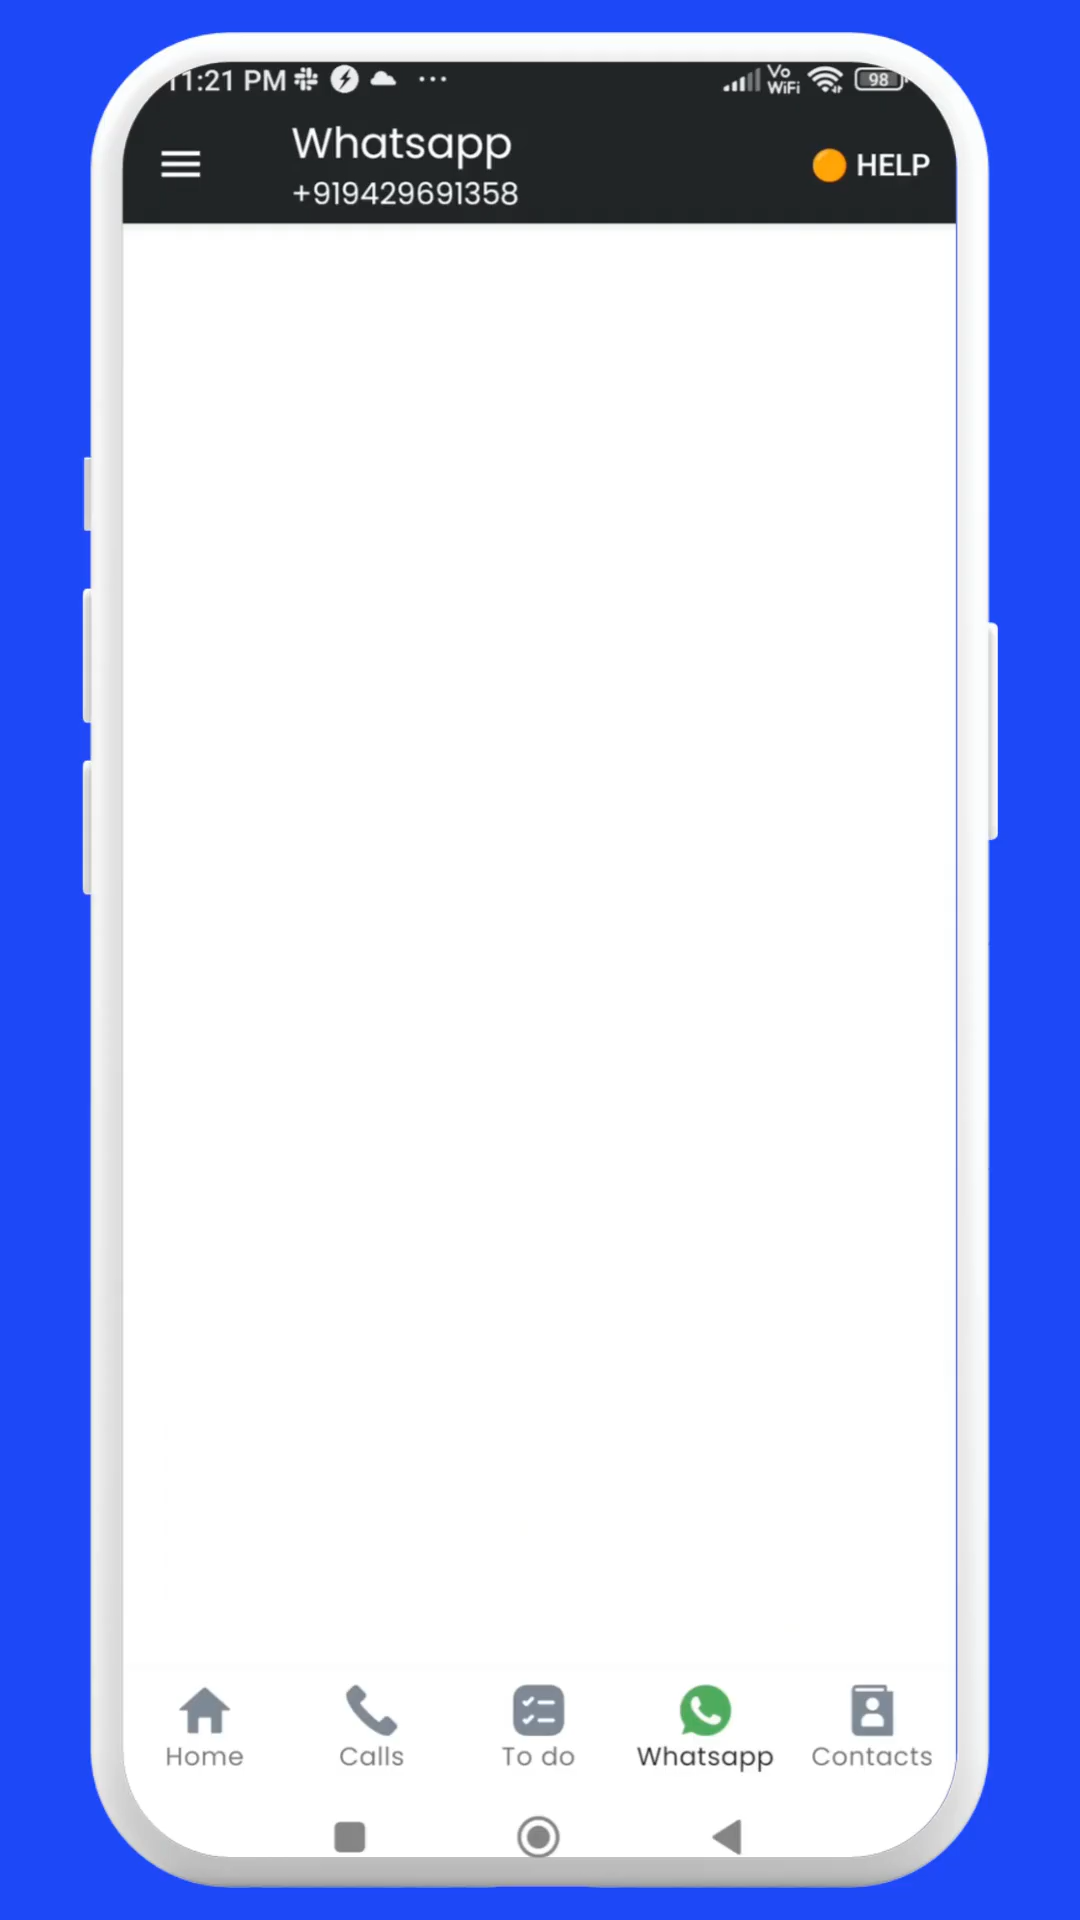 11:21 PM
Vo
WiFi
98
Whatsapp
+919429691358
HELP
Home
Calls
To do
Whatsapp
Contacts